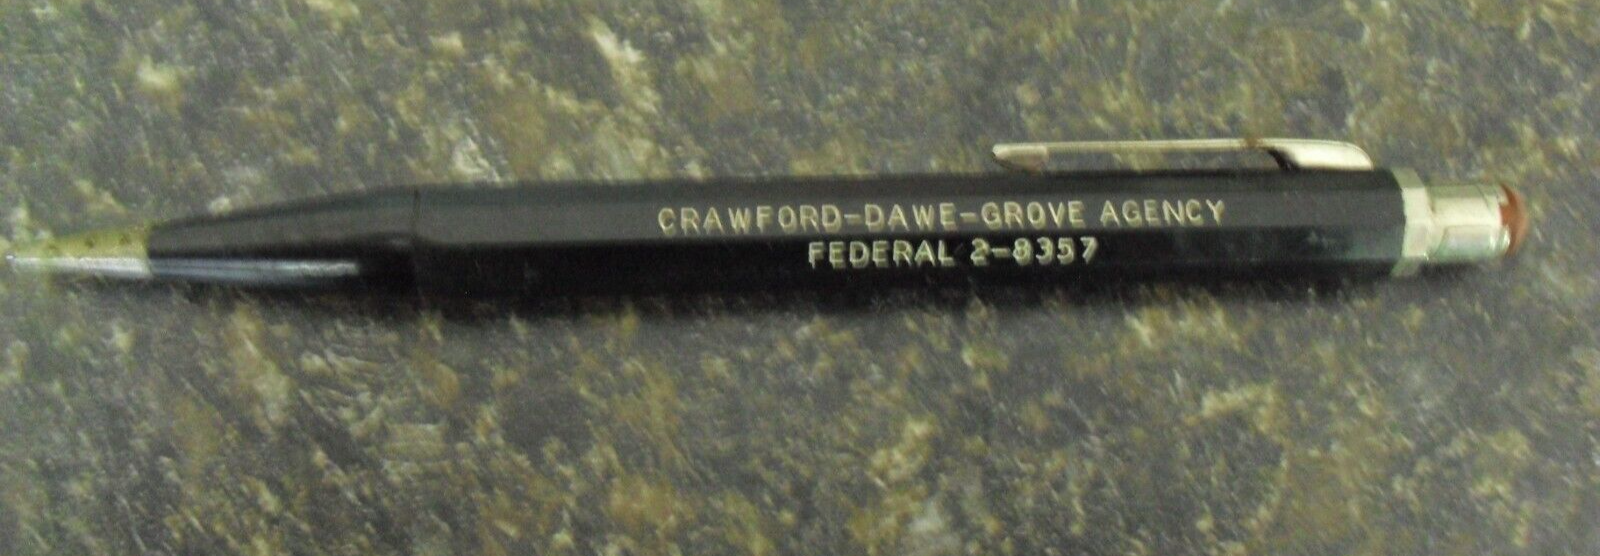 CRAWFORD-DAWE-GROVE AGENCY
FEDERAL 2-8357